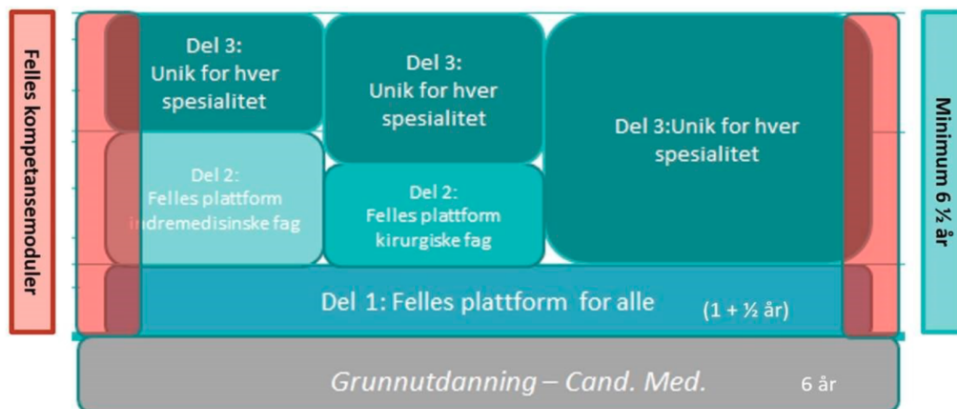 Felles kompetansemoduler
Del 3:
Unik for hver
spesialitet
Del 2:
Felles plattform
indremedisinske fag
Del 3:
Unik for hver
spesialitet
Del 2:
Felles plattform
kirurgiske fag
Del 3:Unik for hver
spesialitet
Minimum 6 ½ år
Del 1: Felles plattform for alle (1 + ½ år)
Grunnutdanning – Cand. Med. 6 år